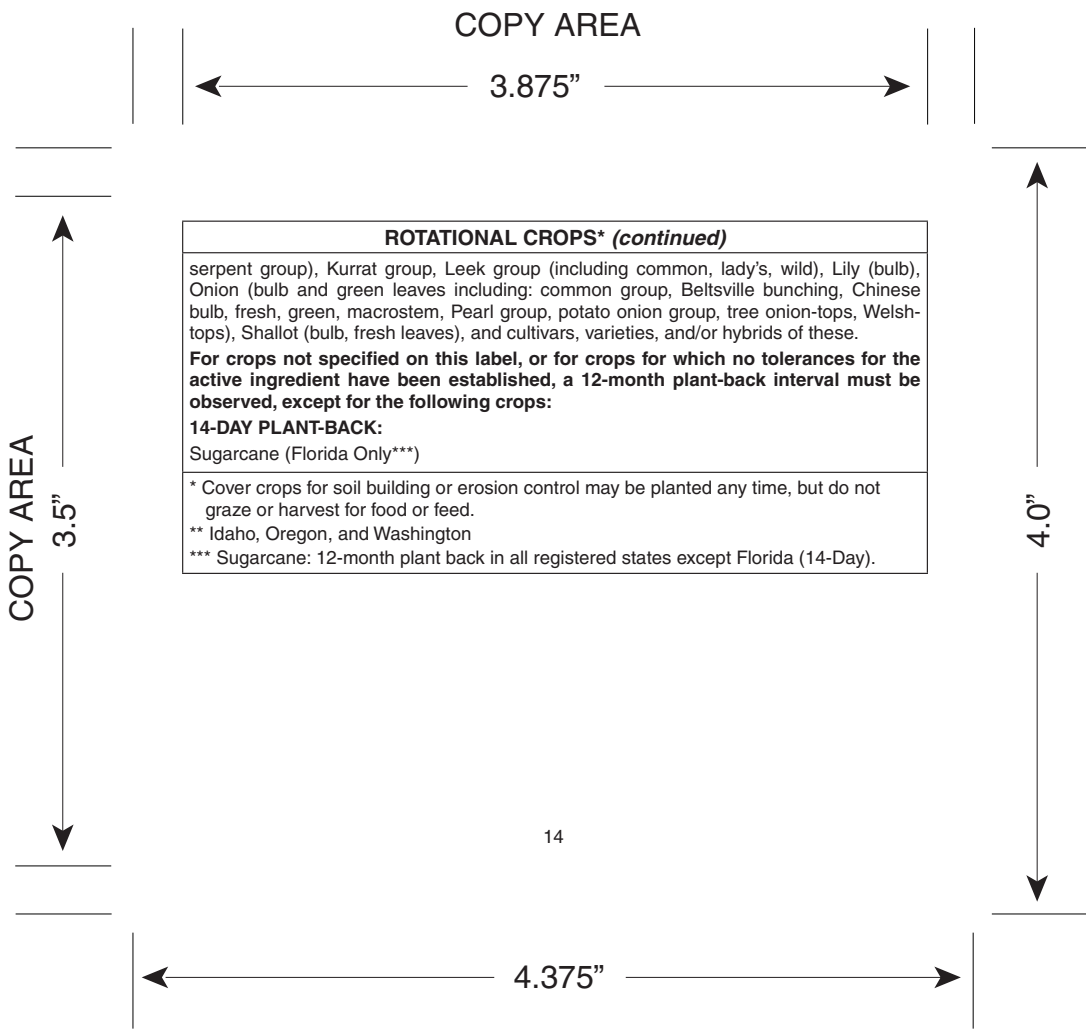 COPY AREA
3.875”
ROTATIONAL CROPS* (continued)
serpent group), Kurrat group, Leek group (including common, lady’s, wild), Lily (bulb),
Onion (bulb and green leaves including: common group, Beltsville bunching, Chinese
bulb, fresh, green, macrostem, Pearl group, potato onion group, tree onion-tops, Welsh-
tops), Shallot (bulb, fresh leaves), and cultivars, varieties, and/or hybrids of these.
For crops not specified on this label, or for crops for which no tolerances for the
active ingredient have been established, a 12-month plant-back interval must be
observed, except for the following crops:
14-DAY PLANT-BACK:
Sugarcane (Florida Only***)
* Cover crops for soil building or erosion control may be planted any time, but do not
graze or harvest for food or feed.
** Idaho, Oregon, and Washington
*** Sugarcane: 12-month plant back in all registered states except Florida (14-Day).
COPY AREA
3.5”
4.0”
14
4.375”